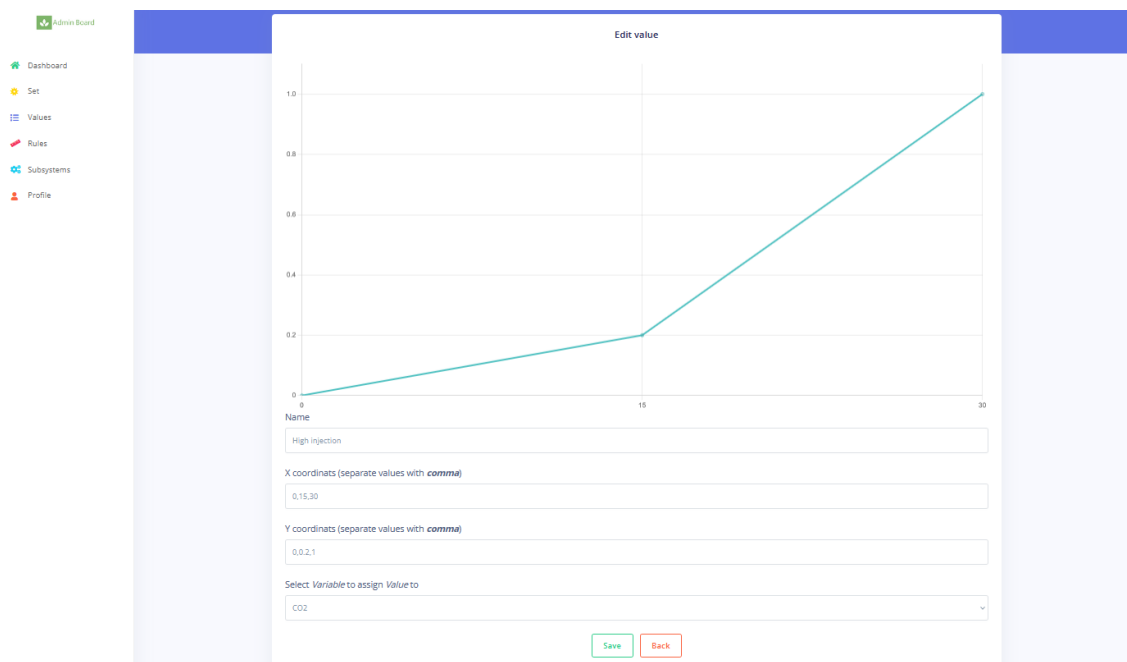 Admin Board
Dashboard
Set
Values
Rules
Subsystems
Profile
Edit value
1.0
0.8
0.6
0.4
0.2
0
0 15 30
Name
High injection
X coordinats (separate values with comma)
0,15,30
Y coordinats (separate values with comma)
0,0.2,1
Select Variable to assign Value to
CO2
Save Back